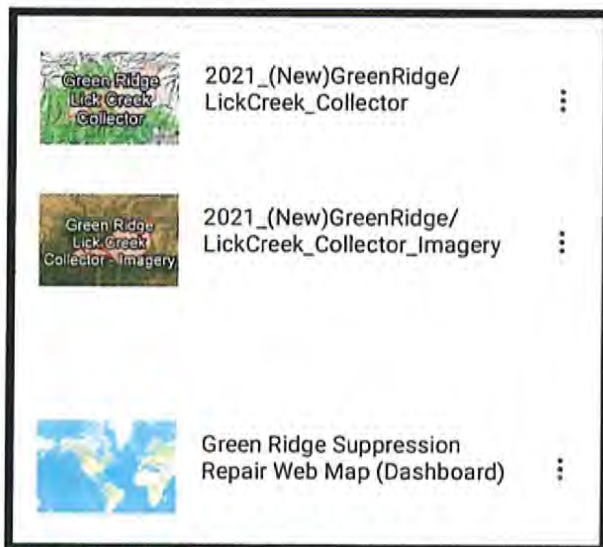 Green Ridge
Lick Creek
Collector
2021_(New)GreenRidge/
LickCreek_Collector
Green Ridge
Lick Creek
Collector - Imagery
2021_(New)GreenRidge/
LickCreek_Collector_Imagery
Green Ridge Suppression
Repair Web Map (Dashboard)